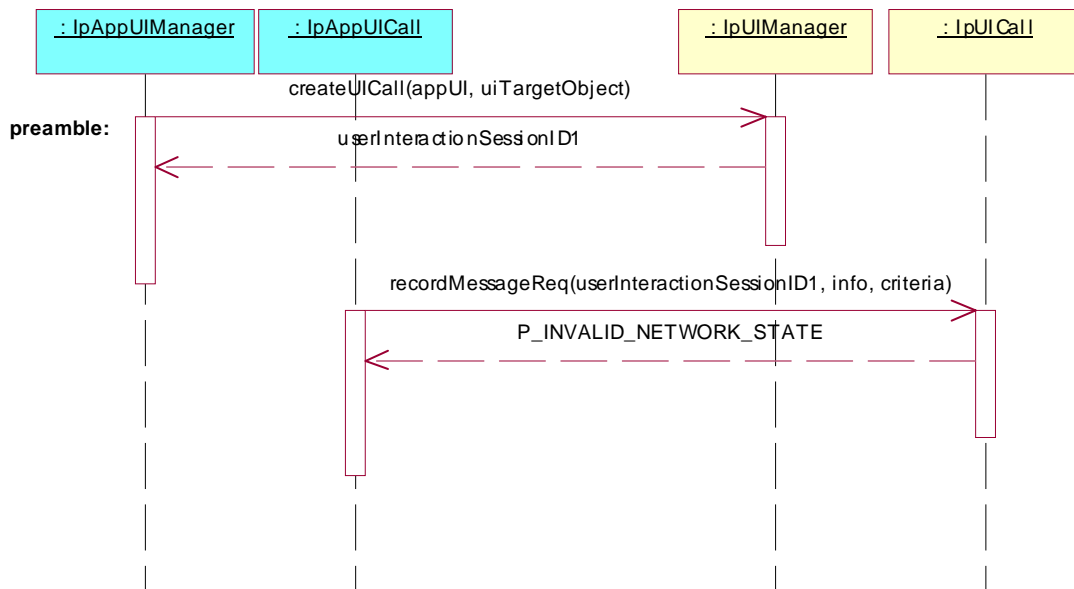 : IpAppUIManager
: IpAppUICall
: IpUIManager
: IpUICall
createUICall(appUI, uiTargetObject)
preamble:
userInteractionSessionID1
recordMessageReq(userInteractionSessionID1, info, criteria)
P_INVALID_NETWORK_STATE